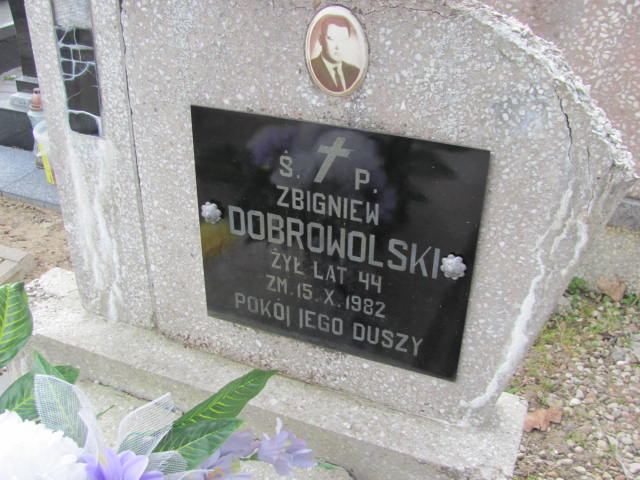 Ś. P.
ZBIGNIEW
DOBROWOLSKI
ŻYŁ LAT 44
ZM. 15. X. 1982
POKÓJ JEGO DUSZY